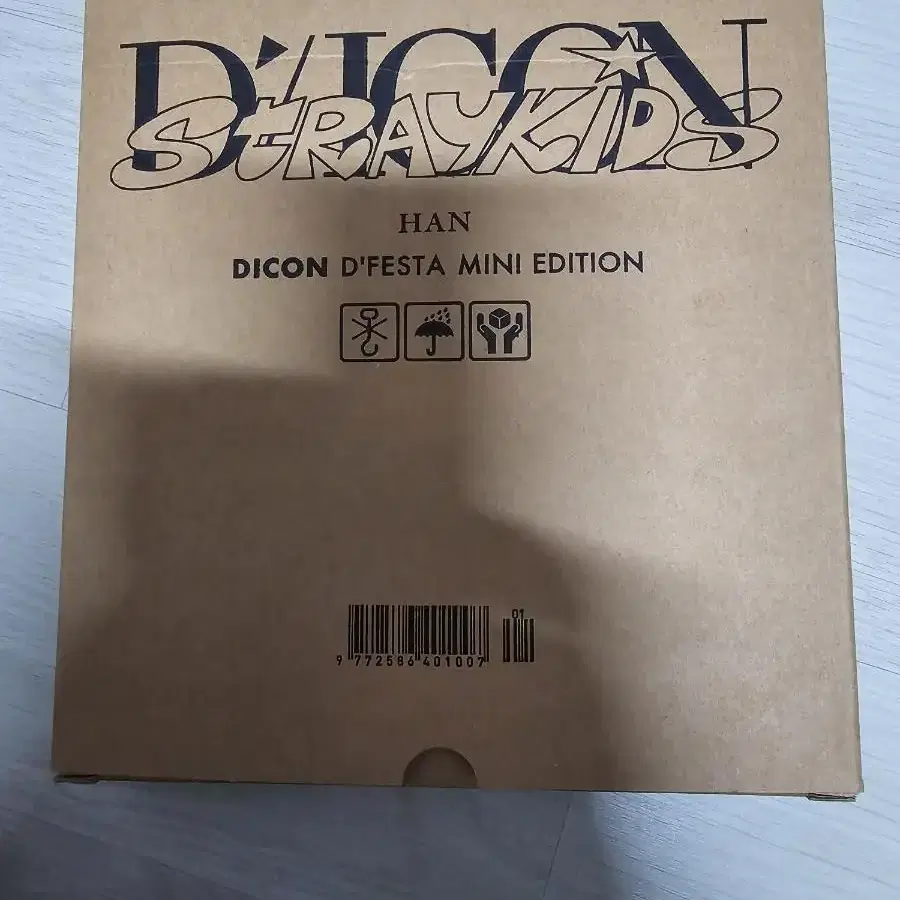 D'ICON
STRAYKIDS
HAN
DICON D'FESTA MINI EDITION
01
9 772586 401007